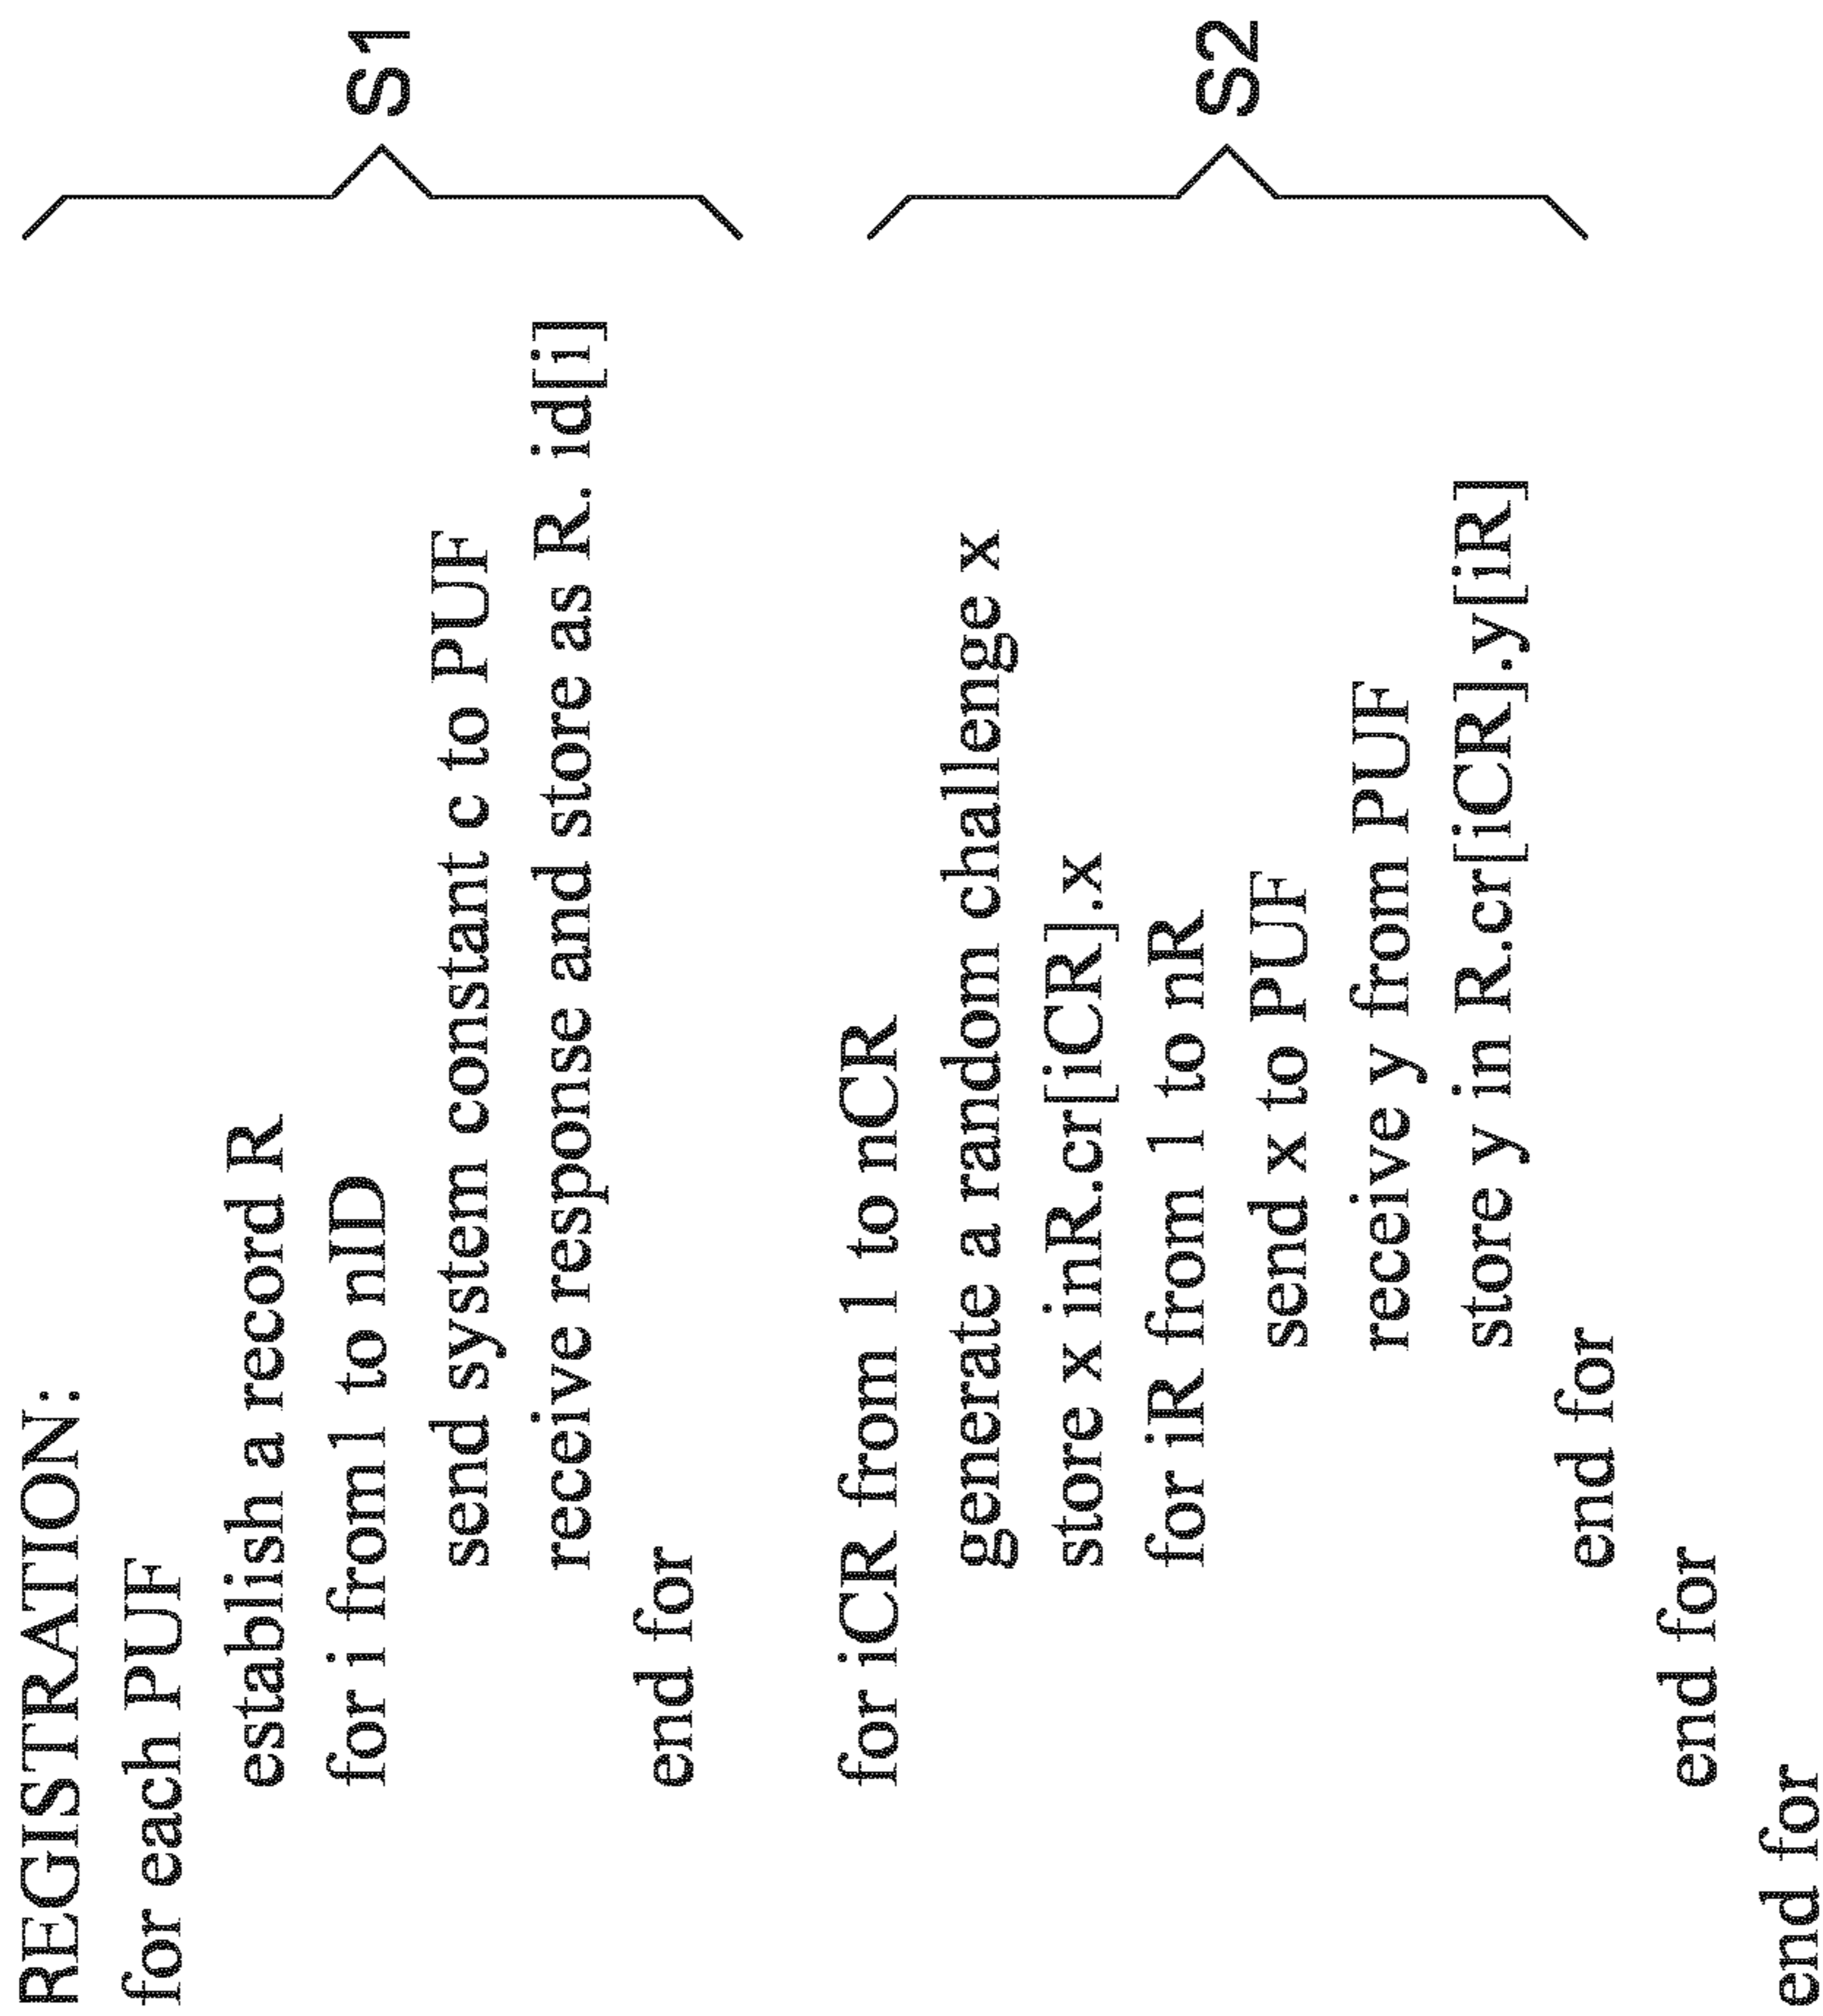 REGISTRATION:
for each PUF
establish a record R
for i from1 to nID
send system constant c to PUF
receive response and store as R. id[i]
end for
S1
for iCR from 1 to nCR
generate a random challenge x
store x inR.cr[iCR].x
for iR from 1 to nR
send x to PUF
receive y from PUF
store y in R.cr[iCR].y[iR]
end for
S2
end for
end for